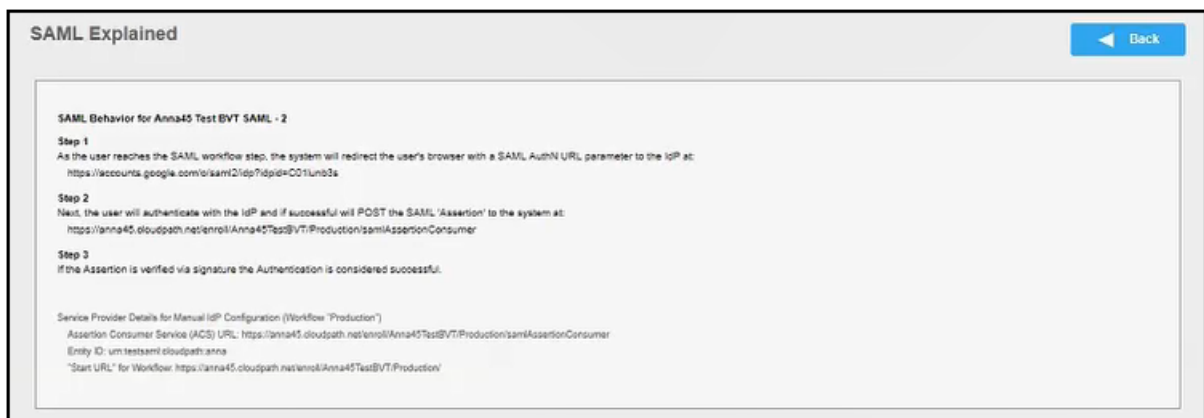 SAML Explained
Back
SAML Behavior for Anna45 Test BVT SAML - 2
Step 1
As the user reaches the SAML workflow step, the system will redirect the user's browser with a SAML AuthN URL parameter to the IdP at:
https://accounts.google.com/o/saml2/idp?idpid=C01lunb3s
Step 2
Next, the user will authenticate with the IdP and if successful will POST the SAML 'Assertion' to the system at:
https://anna45.cloudpath.net/enroll/Anna45TestBVT/Production/samlAssertionConsumer
Step 3
If the Assertion is verified via signature the Authentication is considered successful.
Service Provider Details for Manual IdP Configuration (Workflow "Production")
Assertion Consumer Service (ACS) URL: https://anna45.cloudpath.net/enroll/Anna45TestBVT/Production/samlAssertionConsumer
Entity ID: urn:testsaml:cloudpath:anna
"Start URL" for Workflow: https://anna45.cloudpath.net/enroll/Anna45TestBVT/Production/